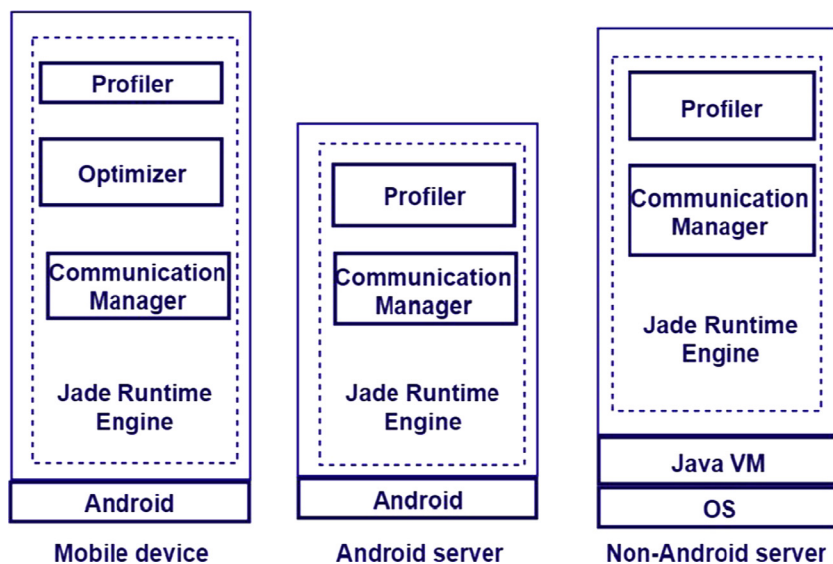 Profiler
Optimizer
Communication
Manager
Jade Runtime
Engine
Android
Mobile device
Profiler
Communication
Manager
Jade Runtime
Engine
Android
Android server
Profiler
Communication
Manager
Jade Runtime
Engine
Java VM
OS
Non-Android server